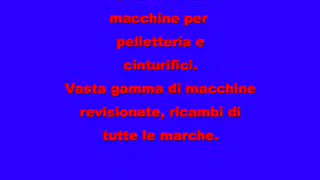 macchine per
pelletteria e
cinturifici.
Vasta gamma di macchine
revisionate, ricambi di
tutte le marche.